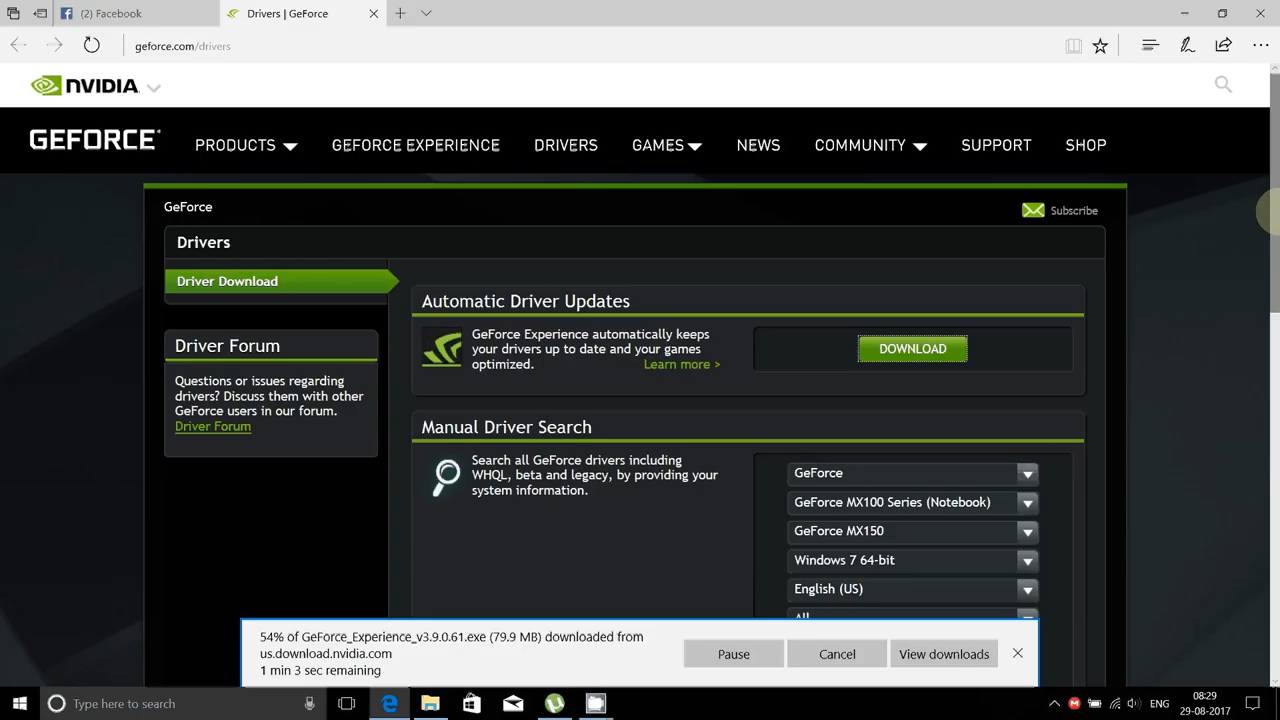 (2) Facebook
Drivers | GeForce
geforce.com/drivers
NVIDIA.
GEFORCE
PRODUCTS
GEFORCE EXPERIENCE
DRIVERS
GAMES
NEWS
COMMUNITY
SUPPORT
SHOP
GeForce
Subscribe
Drivers
Driver Download
Driver Forum
Questions or issues regarding
drivers? Discuss them with other
GeForce users in our forum.
Driver Forum
Automatic Driver Updates
GeForce Experience automatically keeps
your drivers up to date and your games
optimized.
Learn more >
DOWNLOAD
Manual Driver Search
Search all GeForce drivers including
WHQL, beta and legacy, by providing your
system information.
GeForce
GeForce MX100 Series (Notebook)
GeForce MX150
Windows 7 64-bit
English (US)
All
54% of GeForce_Experience_v3.9.0.61.exe (79.9 MB) downloaded from
us.download.nvidia.com
1 min 3 sec remaining
Pause
Cancel
View downloads
Type here to search
ENG
08:29
29-08-2017